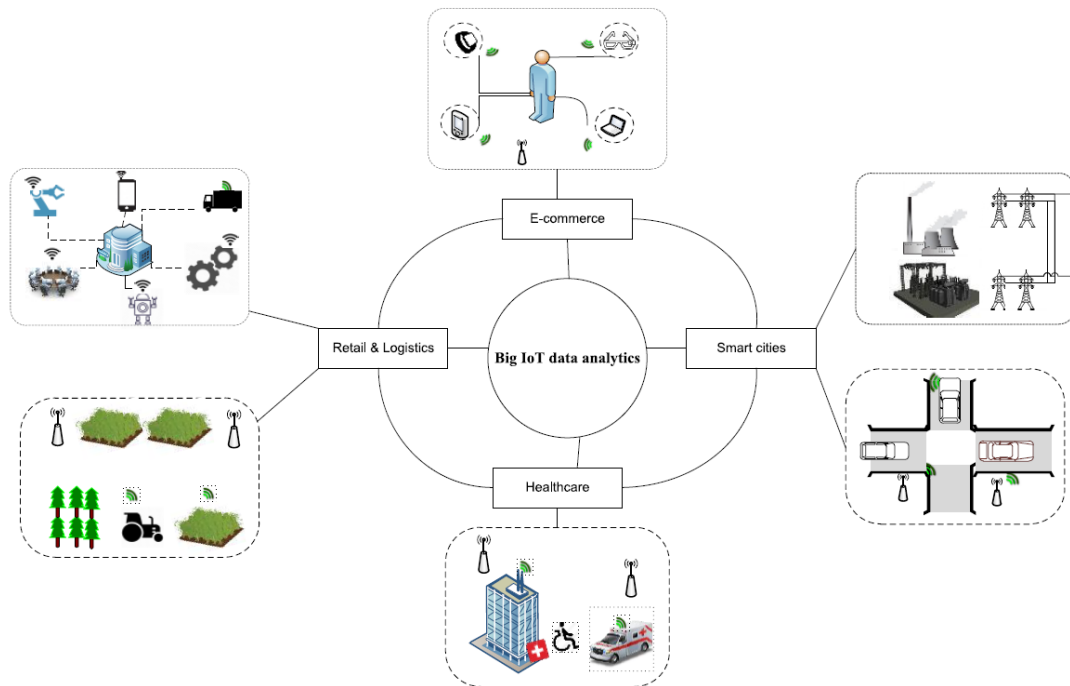 E-commerce
Retail & Logistics
Big IoT data analytics
Smart cities
Healthcare